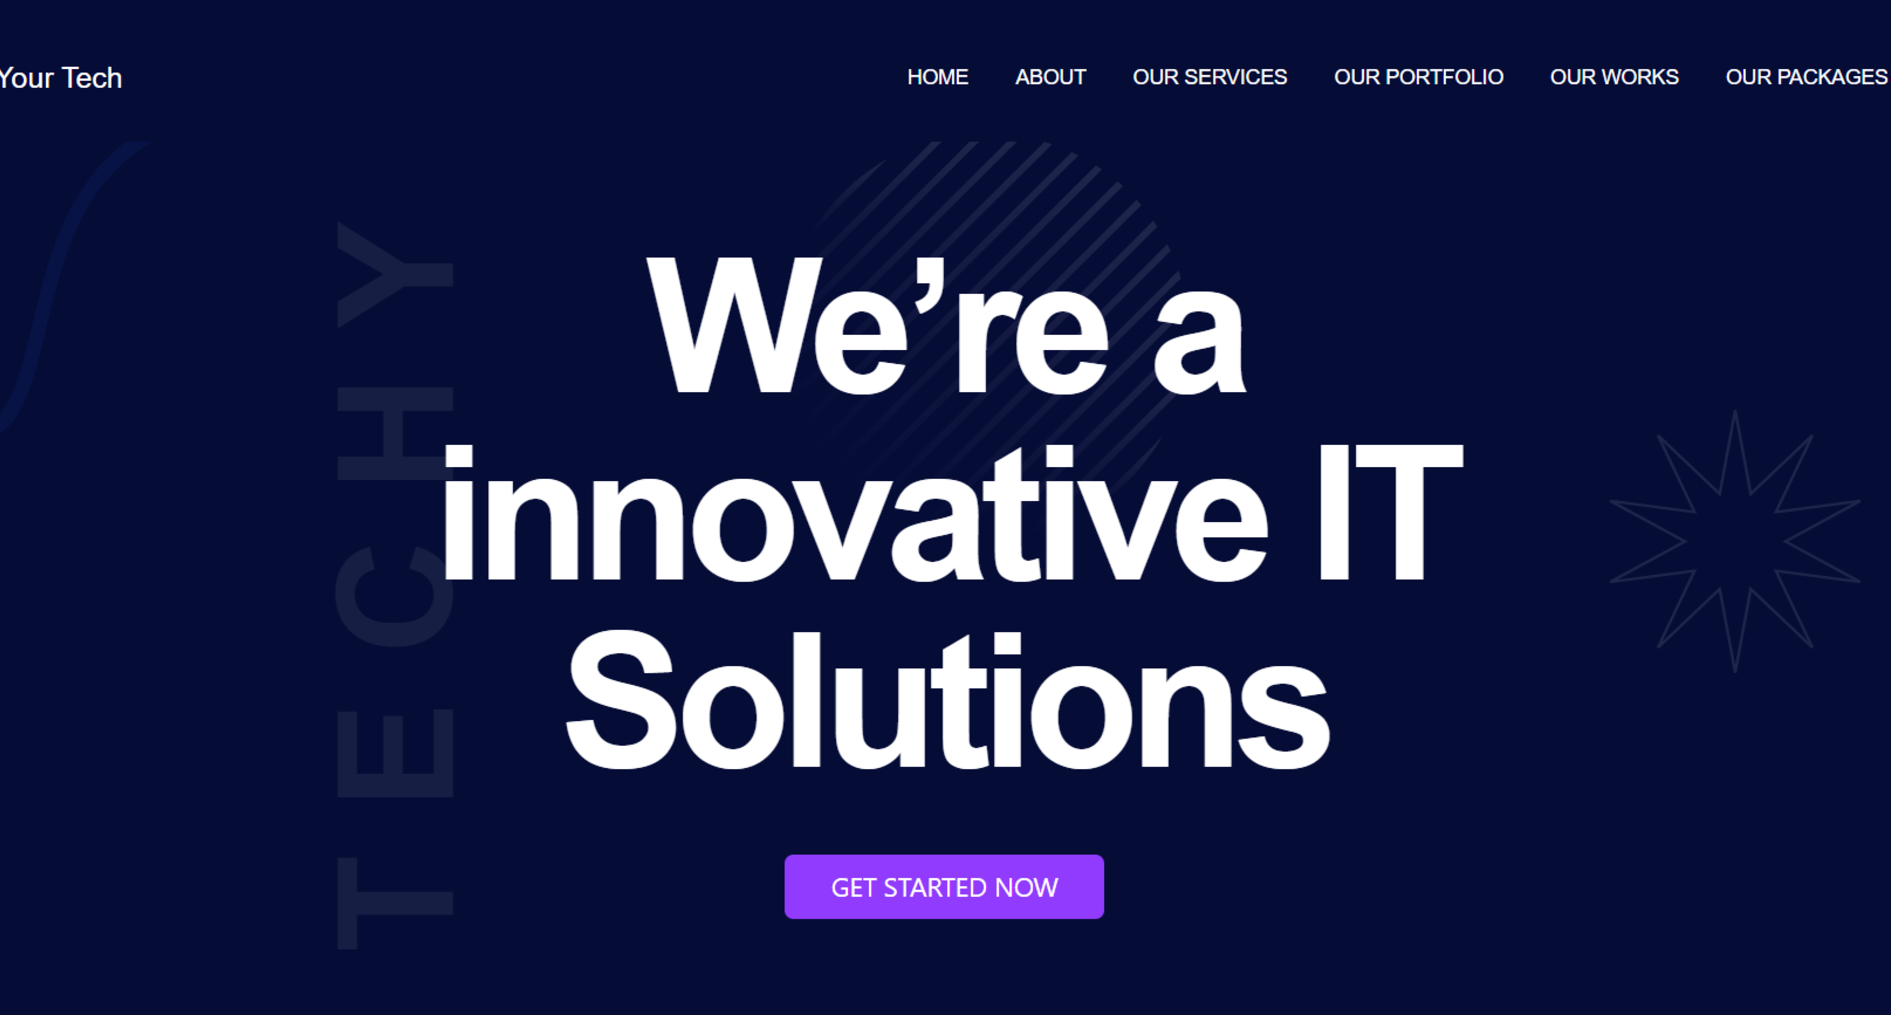 Your Tech
HOME ABOUT OUR SERVICES OUR PORTFOLIO OUR WORKS OUR PACKAGES
TECHY
We’re a
innovative IT
Solutions
GET STARTED NOW